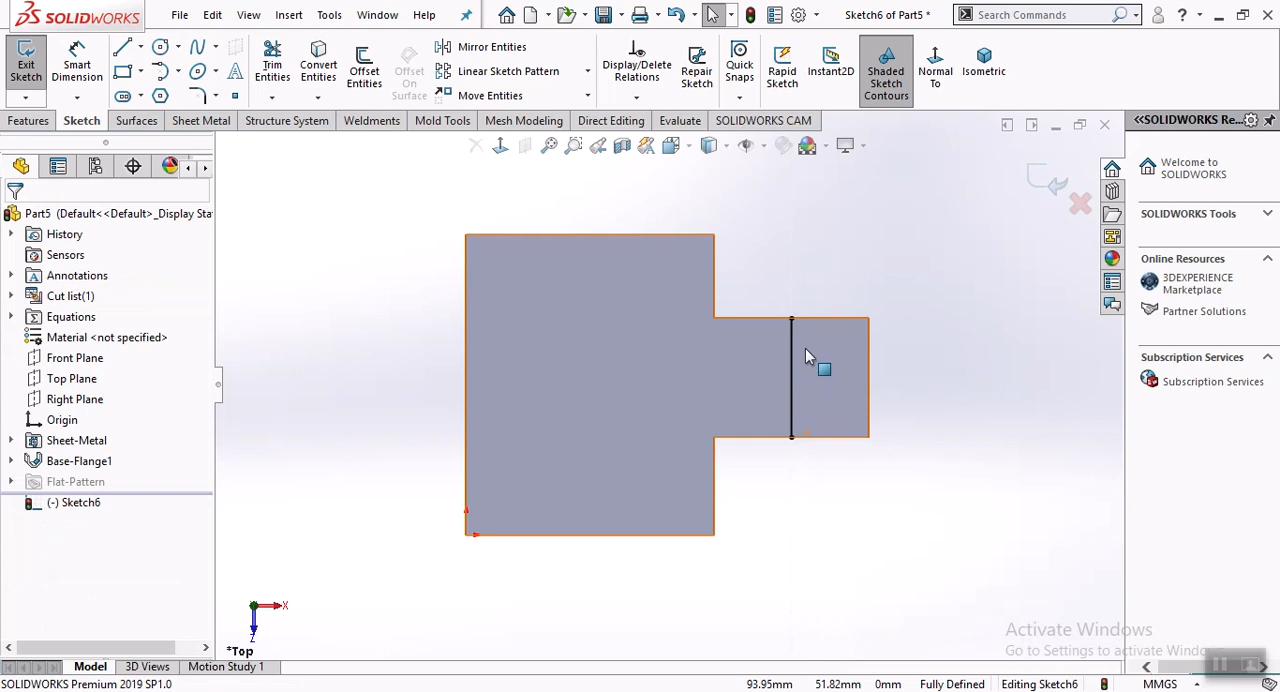 SOLIDWORKS
File Edit View Insert Tools Window Help
Sketch6 of Part5 *
Search Commands
Exit Sketch
Smart Dimension
Trim Entities
Convert Entities
Offset Entities
Offset On Surface
Mirror Entities
Linear Sketch Pattern
Move Entities
Display/Delete Relations
Repair Sketch
Quick Snaps
Rapid Sketch
Instant2D
Shaded Sketch Contours
Normal To
Isometric
Features Sketch Surfaces Sheet Metal Structure System Weldments Mold Tools Mesh Modeling Direct Editing Evaluate SOLIDWORKS CAM
Part5 (Default<<Default>_Display Sta
History
Sensors
Annotations
Cut list(1)
Equations
Material <not specified>
Front Plane
Top Plane
Right Plane
Origin
Sheet-Metal
Base-Flange1
Flat-Pattern
(-) Sketch6
X
Z
*Top
<<SOLIDWORKS Re...
Welcome to
SOLIDWORKS
SOLIDWORKS Tools
Online Resources
3DEXPERIENCE
Marketplace
Partner Solutions
Subscription Services
Subscription Services
Activate Windows
Go to Settings to activate Windows
Model 3D Views Motion Study 1
SOLIDWORKS Premium 2019 SP1.0
93.95mm 51.82mm 0mm Fully Defined Editing Sketch6 MMGS